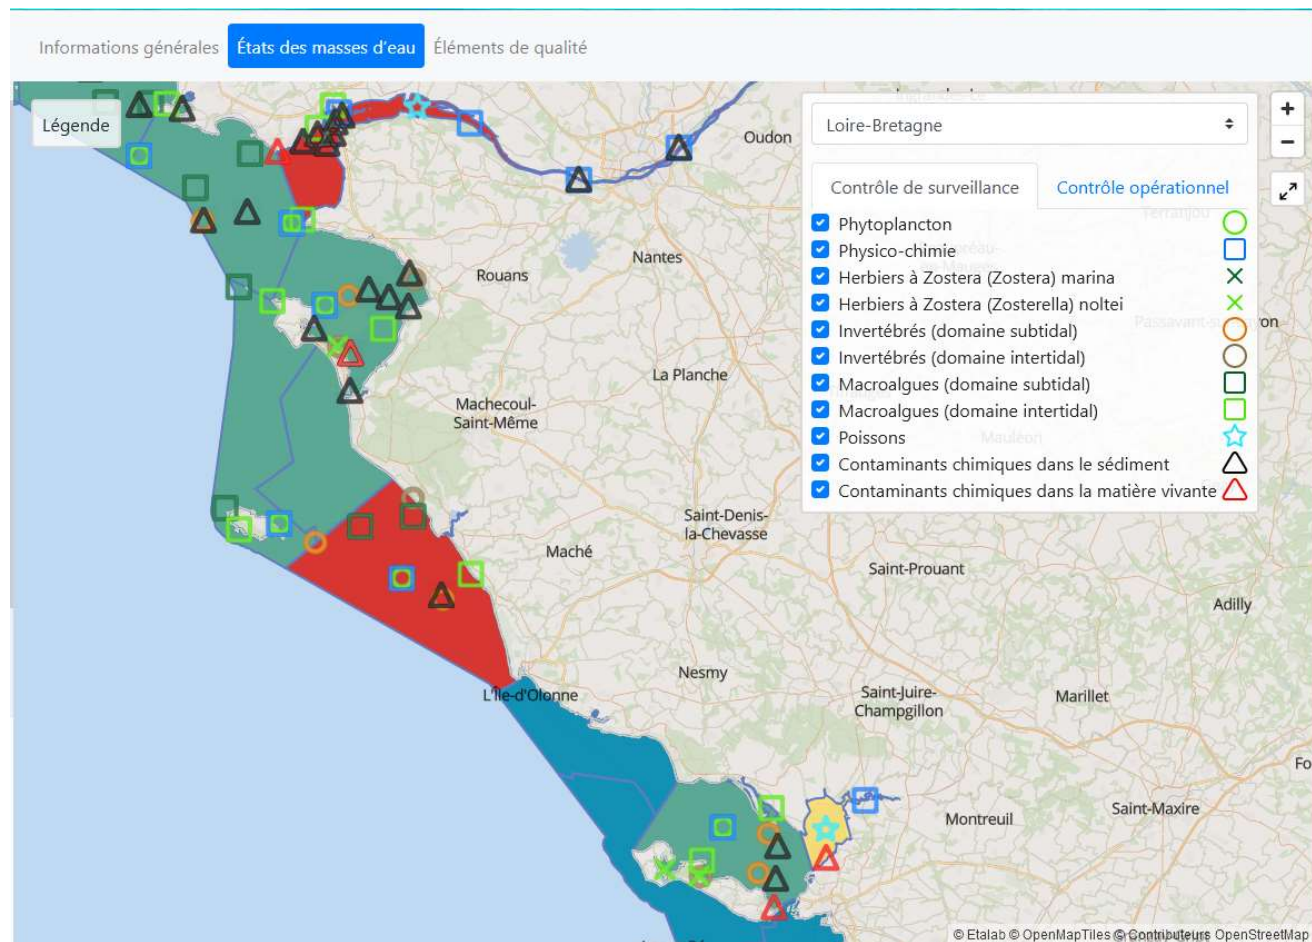 Informations générales États des masses d'eau Éléments de qualité
Légende
Oudon
Nantes
Rouans
La Planche
Machecoul-
Saint-Même
Saint-Denis-
la-Chevasse
Maché
Saint-Prouant
Adilly
Nesmy
L'Île-d'Olonne
Saint-Juire-
Champgillon
Marillet
Saint-Maxire
Montreuil
Fo
Loire-Bretagne
Contrôle de surveillance Contrôle opérationnel
Phytoplancton
Physico-chimie
Herbiers à Zostera (Zostera) marina
Herbiers à Zostera (Zosterella) noltei
Invertébrés (domaine subtidal)
Invertébrés (domaine intertidal)
Macroalgues (domaine subtidal)
Macroalgues (domaine intertidal)
Poissons
Contaminants chimiques dans le sédiment
Contaminants chimiques dans la matière vivante
Mauléon
+
−
© Etalab © OpenMapTiles © Contributeurs OpenStreetMap